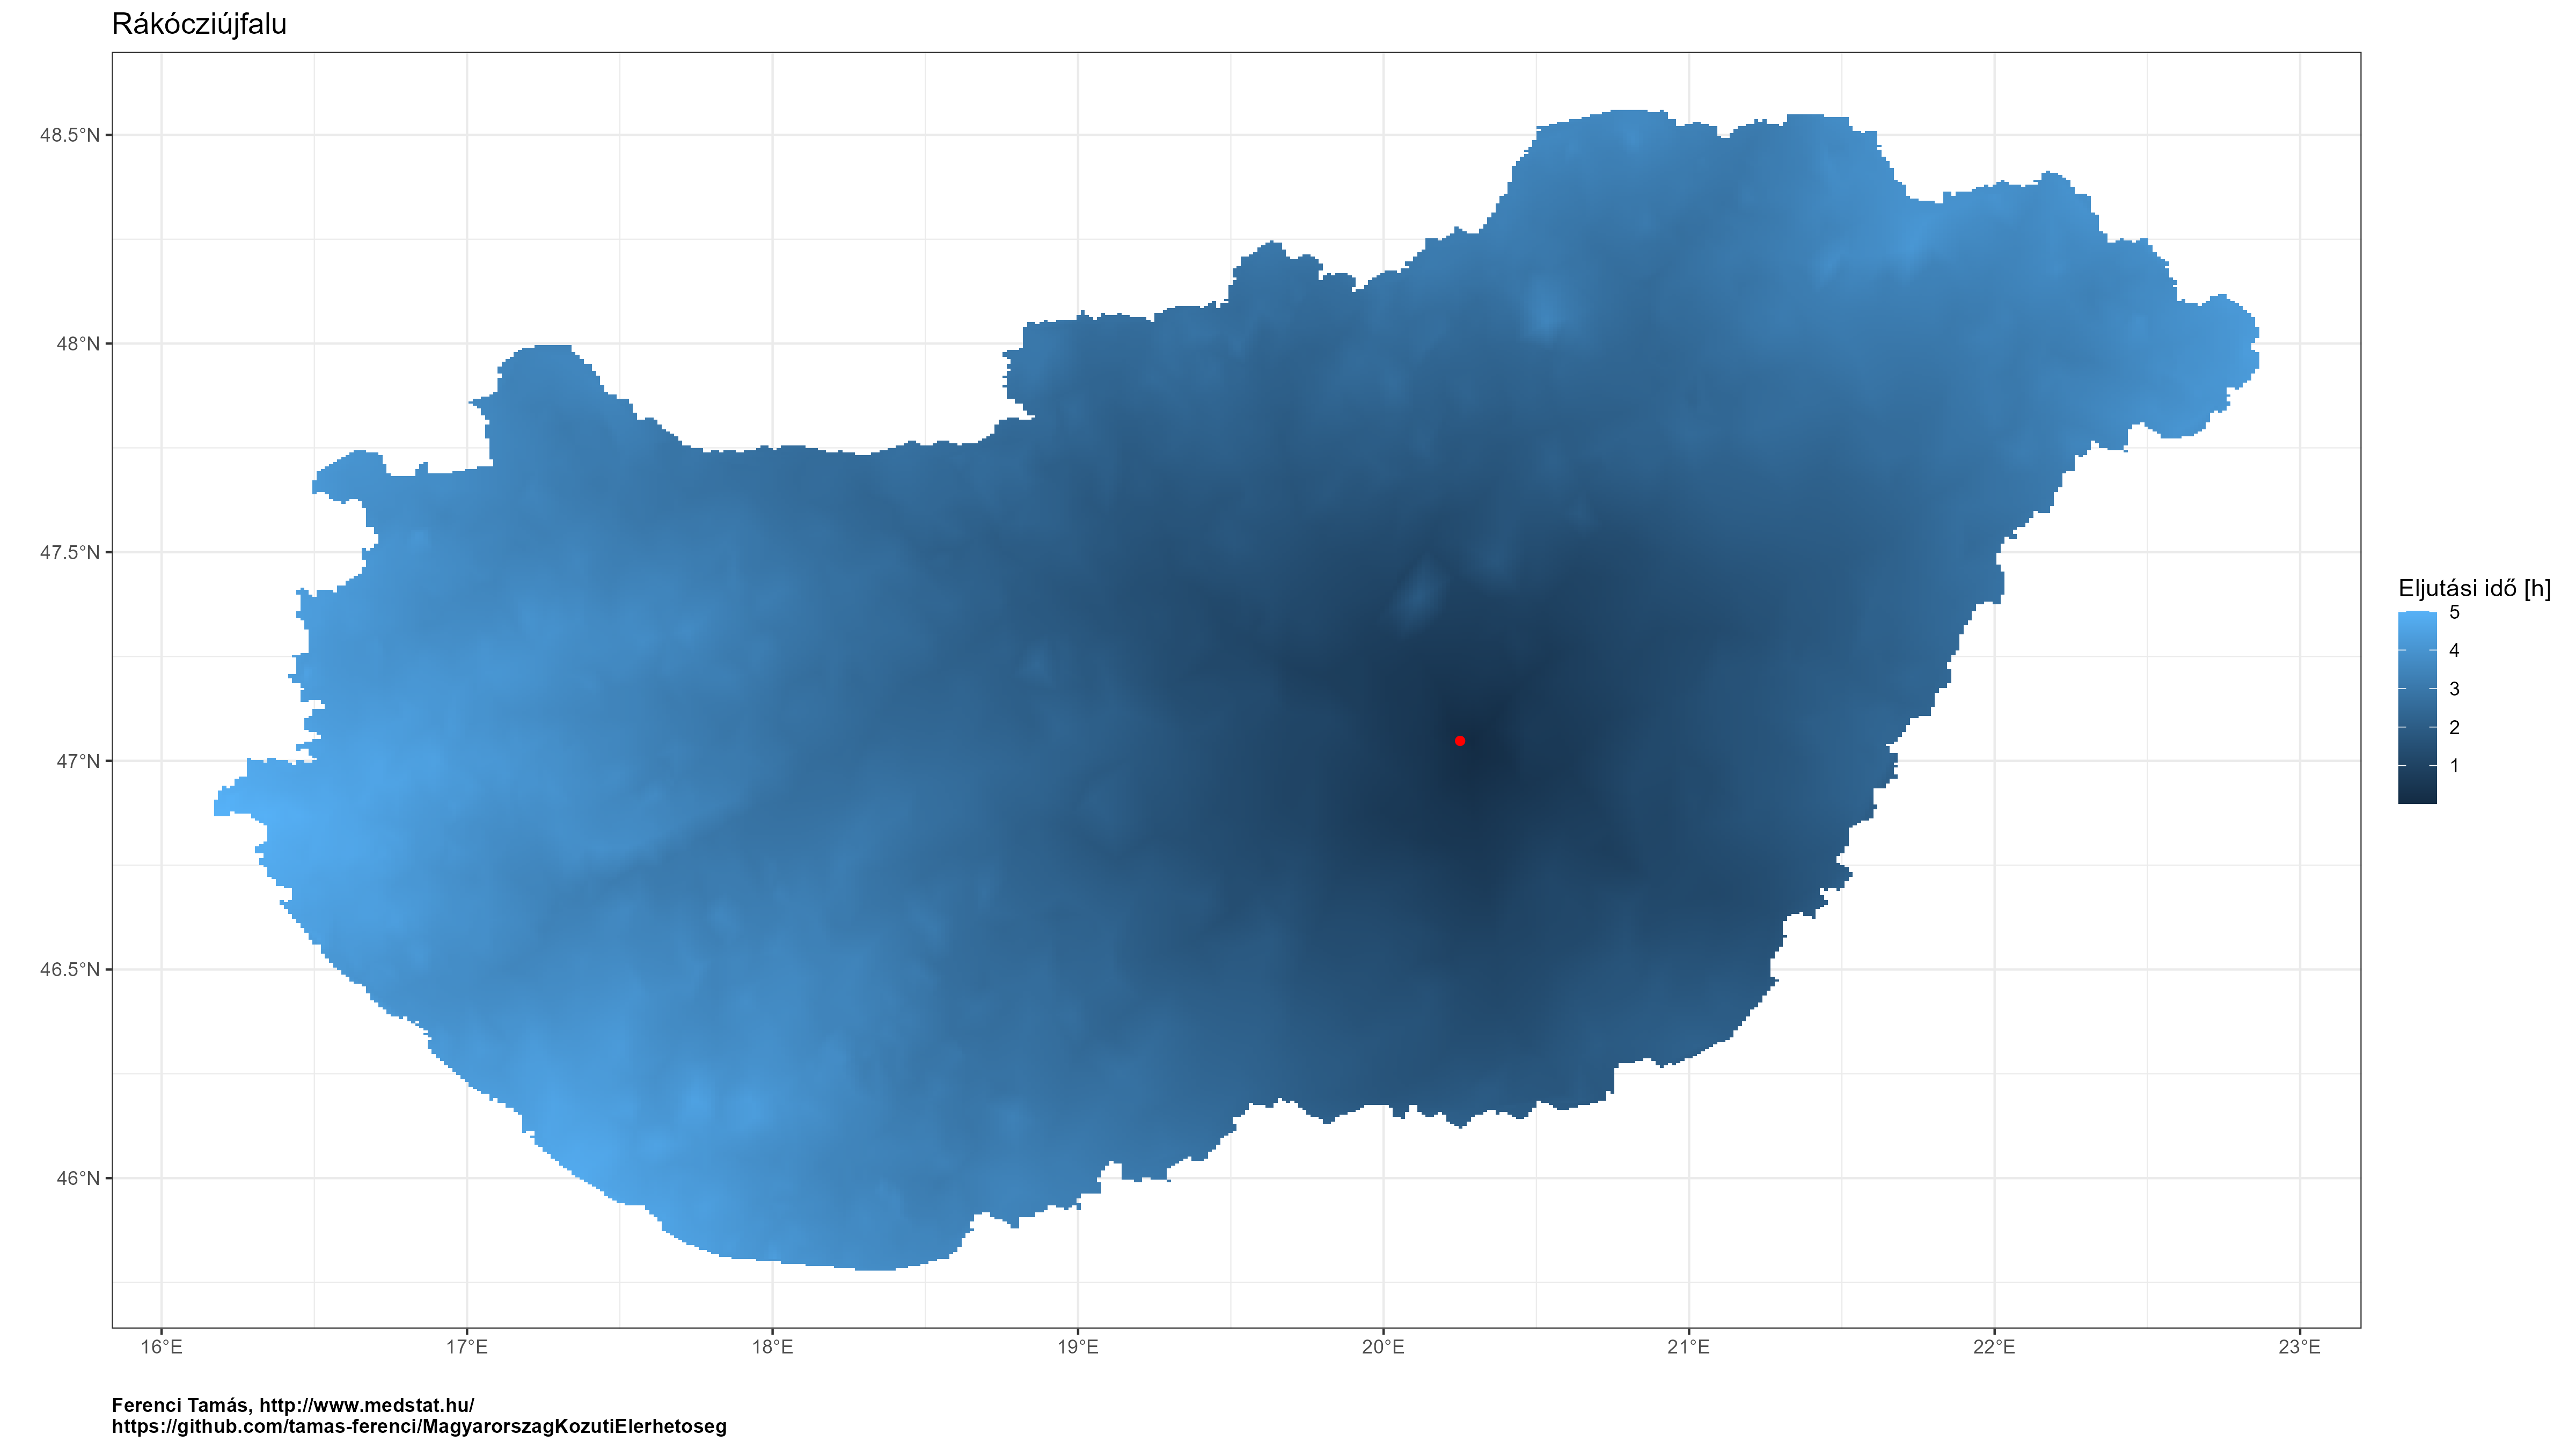 Rákócziújfalu
48.5°N
48°N
47.5°N
47°N
46.5°N
46°N
16°E 17°E 18°E 19°E 20°E 21°E 22°E 23°E
Eljutási idő [h]
5
4
3
2
1
Ferenci Tamás, http://www.medstat.hu/
https://github.com/tamas-ferenci/MagyarorszagKozutiElerhetoseg